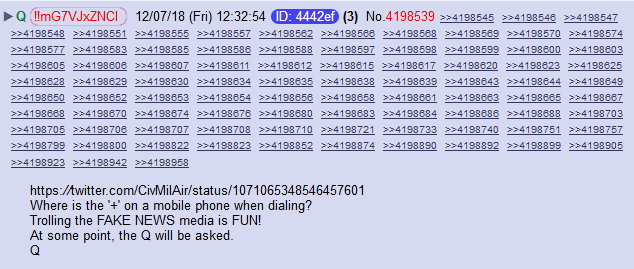 ▶ Q !!mG7VJxZNCI 12/07/18 (Fri) 12:32:54 ID: 4442ef (3) No.4198539 >>4198545 >>4198546 >>4198547
>>4198548 >>4198551 >>4198555 >>4198557 >>4198562 >>4198566 >>4198568 >>4198569 >>4198570 >>4198574
>>4198577 >>4198583 >>4198585 >>4198586 >>4198588 >>4198597 >>4198598 >>4198599 >>4198600 >>4198603
>>4198605 >>4198606 >>4198607 >>4198611 >>4198612 >>4198615 >>4198617 >>4198620 >>4198623 >>4198625
>>4198628 >>4198629 >>4198630 >>4198634 >>4198635 >>4198638 >>4198639 >>4198643 >>4198644 >>4198649
>>4198650 >>4198652 >>4198653 >>4198654 >>4198656 >>4198658 >>4198661 >>4198663 >>4198665 >>4198667
>>4198668 >>4198670 >>4198674 >>4198676 >>4198680 >>4198683 >>4198684 >>4198686 >>4198688 >>4198703
>>4198705 >>4198706 >>4198707 >>4198708 >>4198710 >>4198721 >>4198733 >>4198740 >>4198751 >>4198757
>>4198799 >>4198800 >>4198822 >>4198823 >>4198852 >>4198874 >>4198890 >>4198892 >>4198899 >>4198905
>>4198923 >>4198942 >>4198958
https://twitter.com/CivMilAir/status/1071065348546457601
Where is the '+' on a mobile phone when dialing?
Trolling the FAKE NEWS media is FUN!
At some point, the Q will be asked.
Q